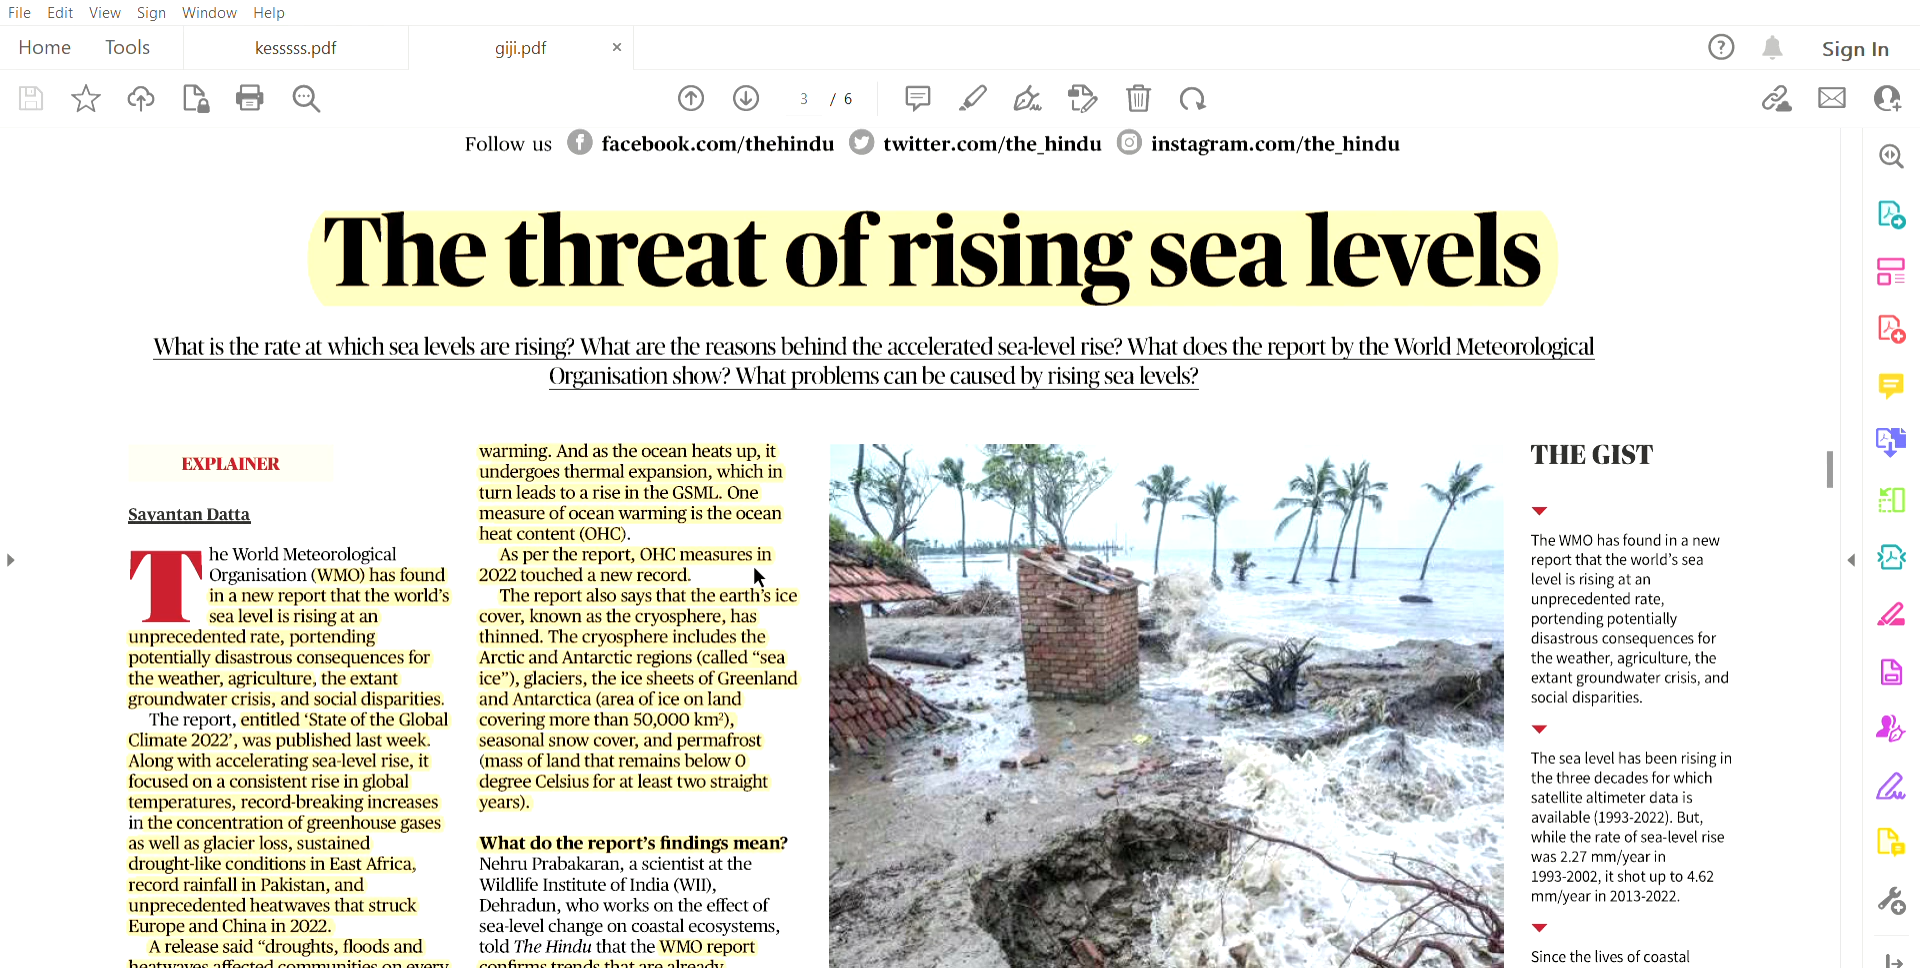 File Edit View Sign Window Help
Home Tools kesssss.pdf giji.pdf × Sign In
3 / 6
Follow us facebook.com/thehindu twitter.com/the_hindu instagram.com/the_hindu
The threat of rising sea levels
What is the rate at which sea levels are rising? What are the reasons behind the accelerated sea-level rise? What does the report by the World Meteorological
Organisation show? What problems can be caused by rising sea levels?
EXPLAINER
Sayantan Datta
The World Meteorological
Organisation (WMO) has found
in a new report that the world's
sea level is rising at an
unprecedented rate, portending
potentially disastrous consequences for
the weather, agriculture, the extant
groundwater crisis, and social disparities.
The report, entitled ‘State of the Global
Climate 2022’, was published last week.
Along with accelerating sea-level rise, it
focused on a consistent rise in global
temperatures, record-breaking increases
in the concentration of greenhouse gases
as well as glacier loss, sustained
drought-like conditions in East Africa,
record rainfall in Pakistan, and
unprecedented heatwaves that struck
Europe and China in 2022.
A release said “droughts, floods and
heatwaves affected communities on every
warming. And as the ocean heats up, it
undergoes thermal expansion, which in
turn leads to a rise in the GSML. One
measure of ocean warming is the ocean
heat content (OHC).
As per the report, OHC measures in
2022 touched a new record.
The report also says that the earth’s ice
cover, known as the cryosphere, has
thinned. The cryosphere includes the
Arctic and Antarctic regions (called “sea
ice”), glaciers, the ice sheets of Greenland
and Antarctica (area of ice on land
covering more than 50,000 km²),
seasonal snow cover, and permafrost
(mass of land that remains below 0
degree Celsius for at least two straight
years).
What do the report’s findings mean?
Nehru Prabakaran, a scientist at the
Wildlife Institute of India (WII),
Dehradun, who works on the effect of
sea-level change on coastal ecosystems,
told The Hindu that the WMO report
confirms trends that are already
THE GIST
The WMO has found in a new
report that the world’s sea
level is rising at an
unprecedented rate,
portending potentially
disastrous consequences for
the weather, agriculture, the
extant groundwater crisis, and
social disparities.
The sea level has been rising in
the three decades for which
satellite altimeter data is
available (1993-2022). But,
while the rate of sea-level rise
was 2.27 mm/year in
1993-2002, it shot up to 4.62
mm/year in 2013-2022.
Since the lives of coastal